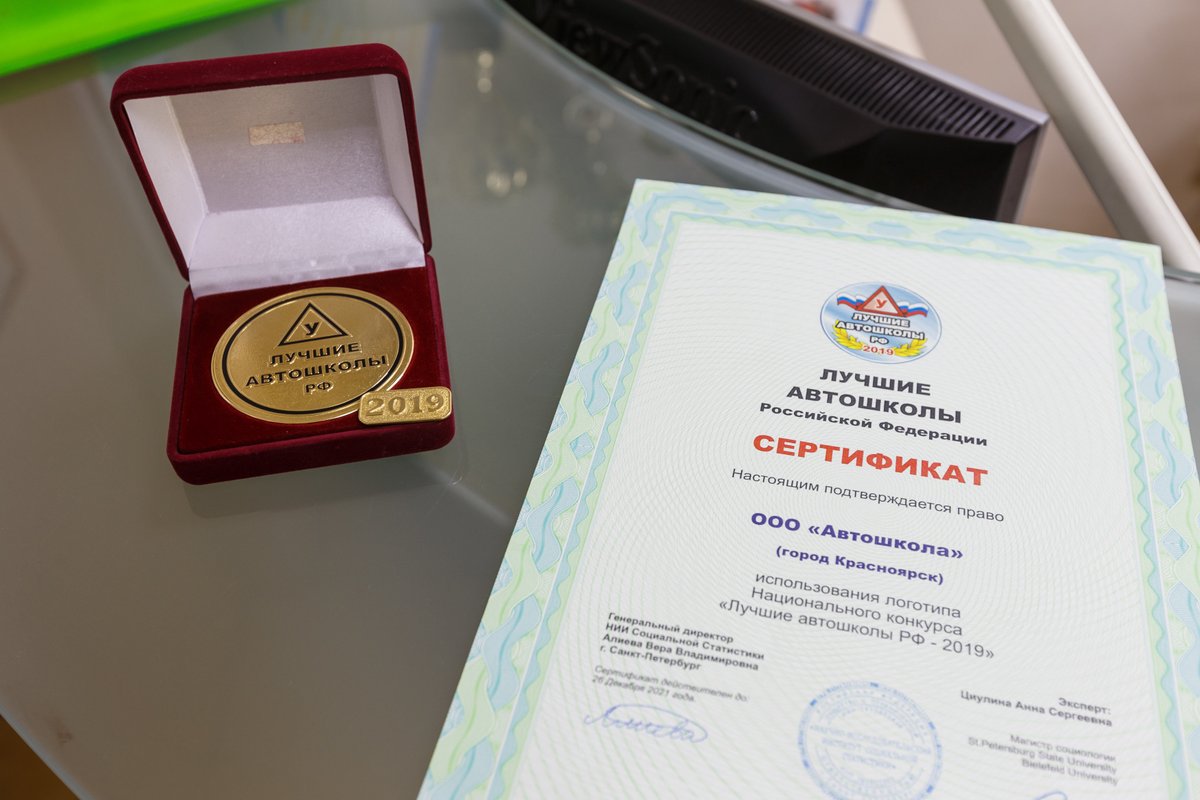 ViewSonic
У
ЛУЧШИЕ
АВТОШКОЛЫ
РФ
2019
У
ЛУЧШИЕ
АВТОШКОЛЫ
РФ
2019
ЛУЧШИЕ
АВТОШКОЛЫ
Российской Федерации
СЕРТИФИКАТ
Настоящим подтверждается право
ООО «Автошкола»
(город Красноярск)
использования логотипа
Национального конкурса
«Лучшие автошколы РФ - 2019»
Генеральный директор
НИИ Социальной Статистики
Алиева Вера Владимировна
г. Санкт-Петербург
Сертификат действителен до:
26 Декабря 2021 года.
Эксперт:
Циулина Анна Сергеевна
Магистр социологии
St.Petersburg State University
Bielefeld University